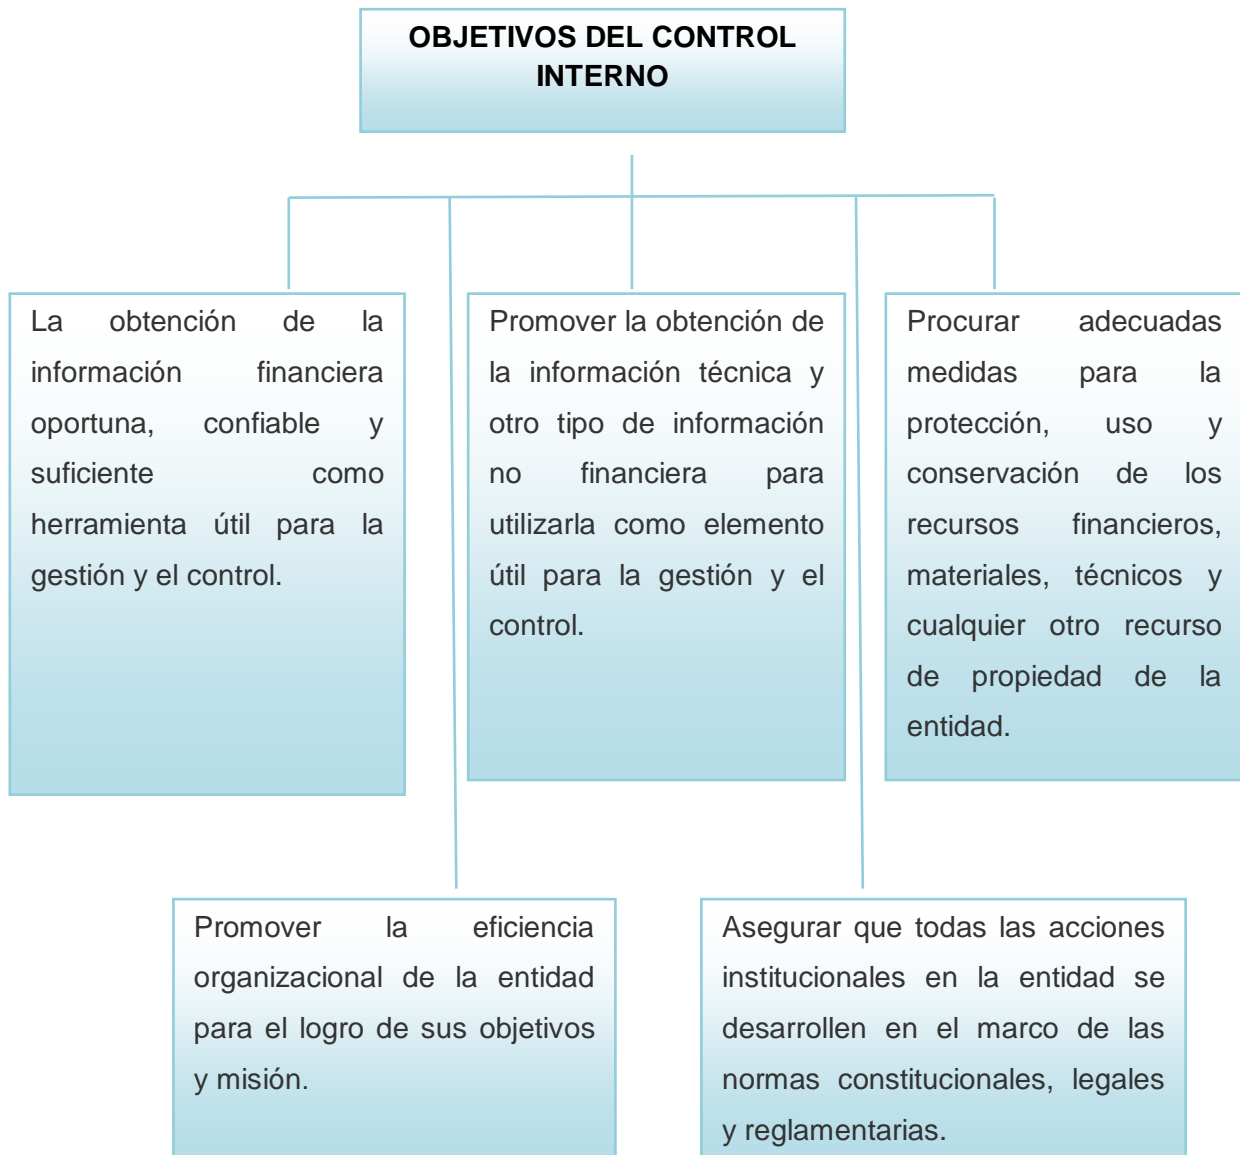 OBJETIVOS DEL CONTROL
INTERNO
La obtención de la
información financiera
oportuna, confiable y
suficiente como
herramienta útil para la
gestión y el control.
Promover la obtención de
la información técnica y
otro tipo de información
no financiera para
utilizarla como elemento
útil para la gestión y el
control.
Procurar adecuadas
medidas para la
protección, uso y
conservación de los
recursos financieros,
materiales, técnicos y
cualquier otro recurso
de propiedad de la
entidad.
Promover la eficiencia
organizacional de la entidad
para el logro de sus objetivos
y misión.
Asegurar que todas las acciones
institucionales en la entidad se
desarrollen en el marco de las
normas constitucionales, legales
y reglamentarias.